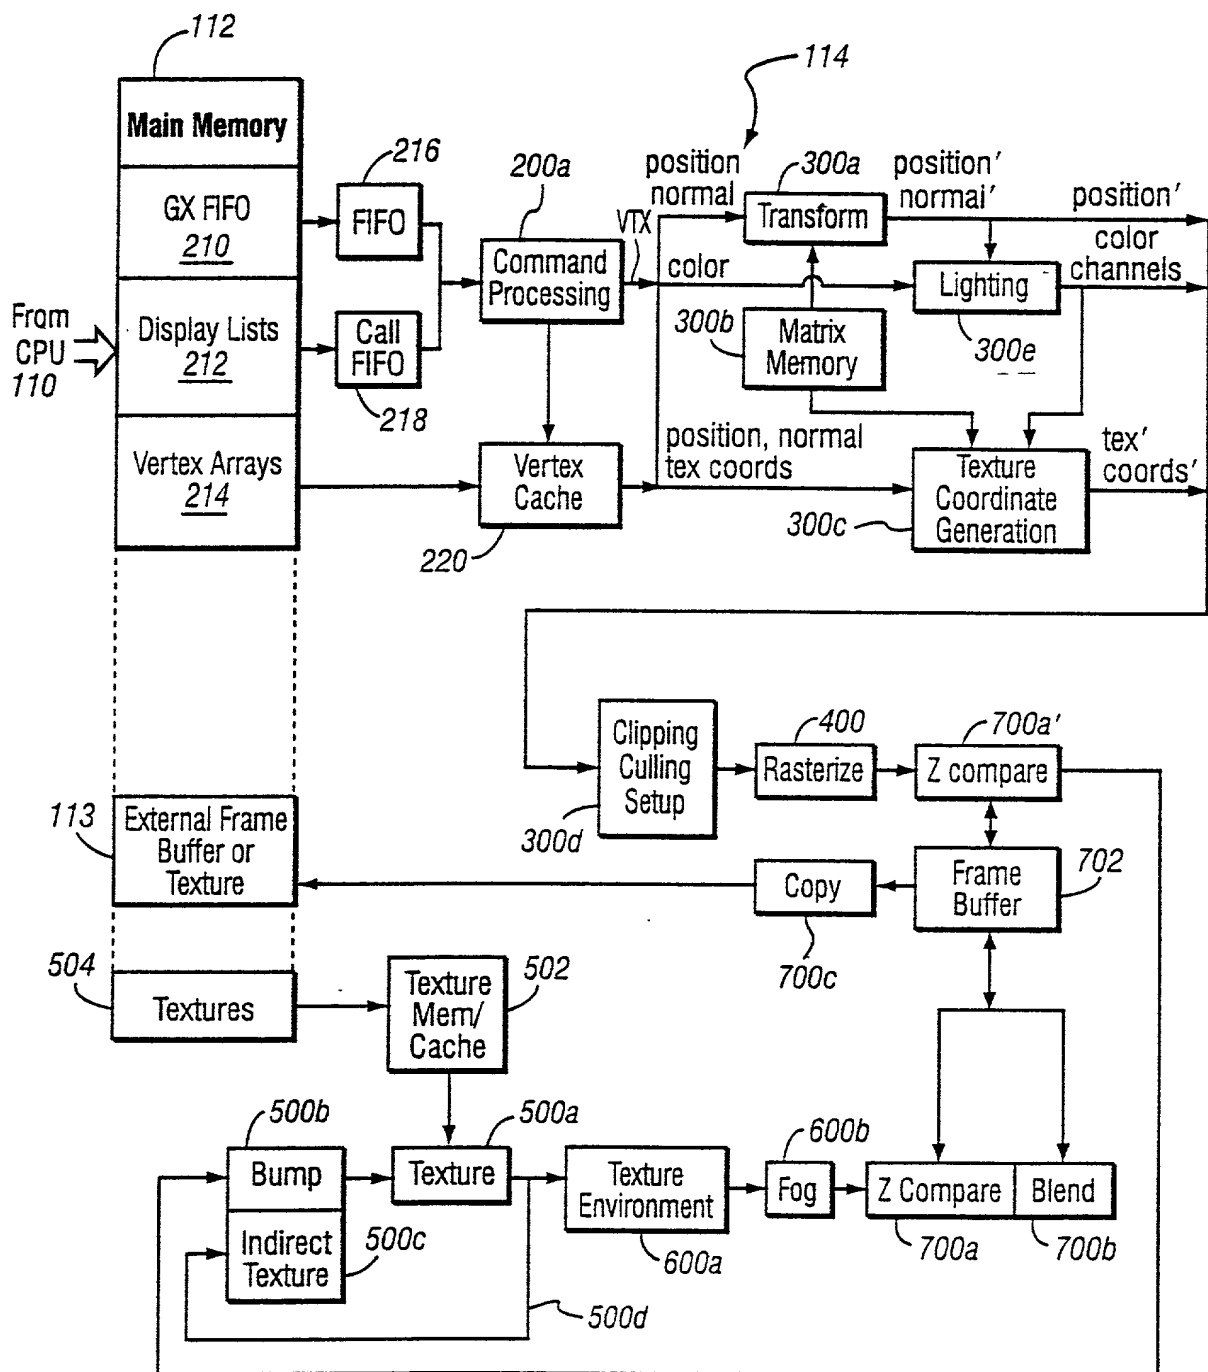 112
114
Main Memory
GX FIFO
210
216
FIFO
Display Lists
212
Call
FIFO
218
From
CPU
110
Vertex Arrays
214
200a
Command
Processing
VTX
Vertex
Cache
220
position
normal
300a
Transform
position′
normal′
position′
color
Lighting
300e
color
channels
300b
Matrix
Memory
position, normal
tex coords
Texture
Coordinate
Generation
300c
tex′
coords′
Clipping
Culling
Setup
300d
400
Rasterize
700a′
Z compare
113
External Frame
Buffer or
Texture
Copy
700c
Frame
Buffer
702
504
Textures
Texture
Mem/
Cache
502
500b
Bump
Indirect
Texture
500c
500a
Texture
500d
Texture
Environment
600a
600b
Fog
Z Compare
700a
Blend
700b